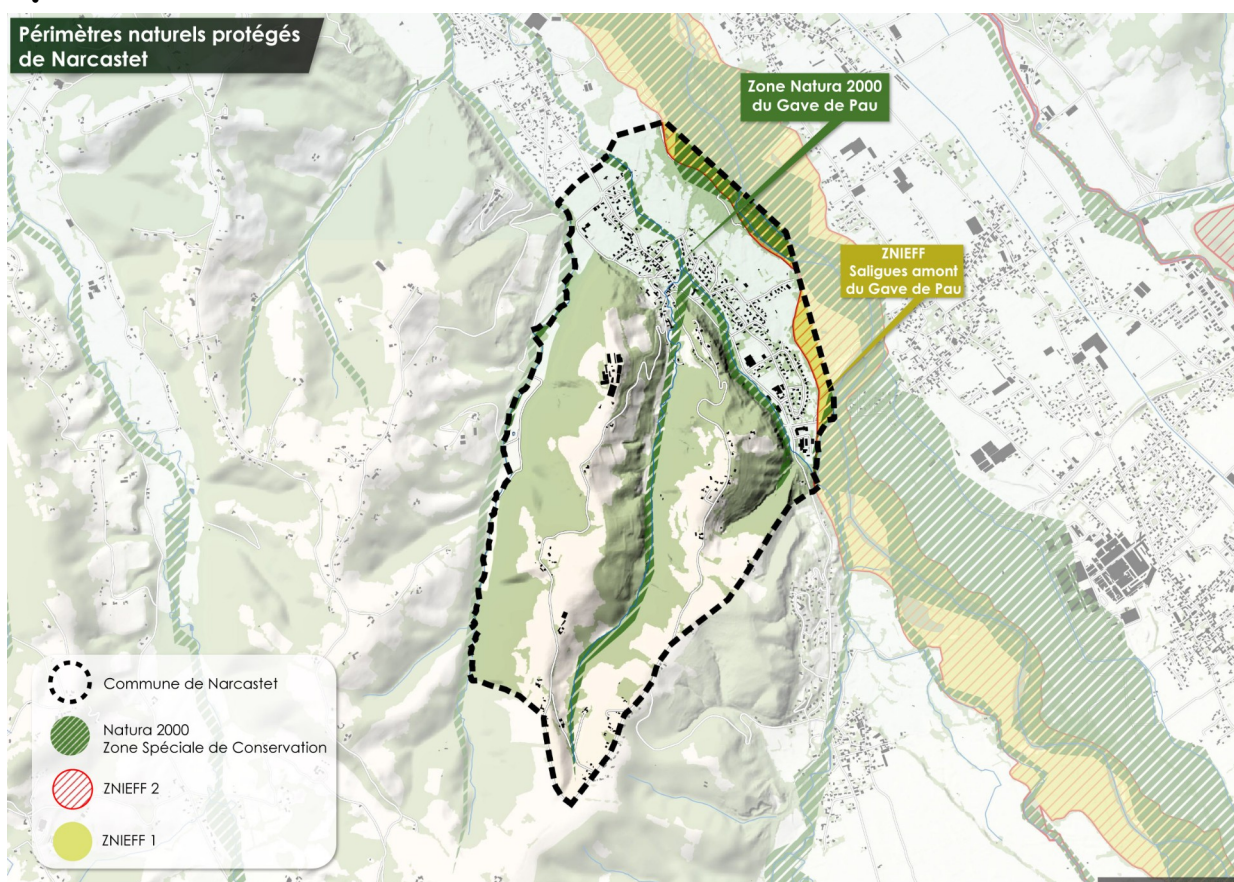 Périmètres naturels protégés
de Narcastet
Zone Natura 2000
du Gave de Pau
ZNIEFF
Saligues amont
du Gave de Pau
Commune de Narcastet
Natura 2000
Zone Spéciale de Conservation
ZNIEFF 2
ZNIEFF 1